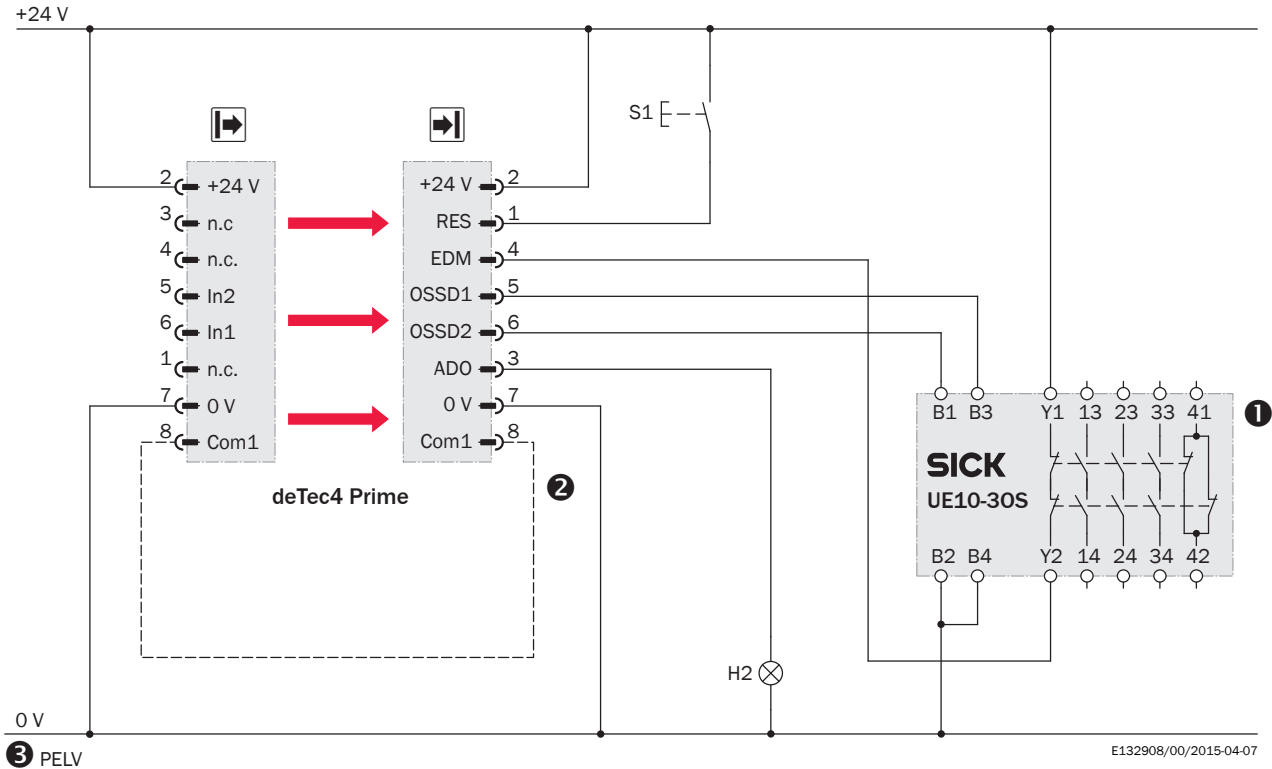 +24 V
S1
2 +24 V
3 n.c
4 n.c.
5 In2
6 In1
1 n.c.
7 0 V
8 Com1
+24 V 2
RES 1
EDM 4
OSSD1 5
OSSD2 6
ADO 3
0 V 7
Com1 8
deTec4 Prime
❷
B1 B3 Y1 13 23 33 41
❶
SICK
UE10-30S
B2 B4 Y2 14 24 34 42
H2
0 V
❸ PELV
E132908/00/2015-04-07